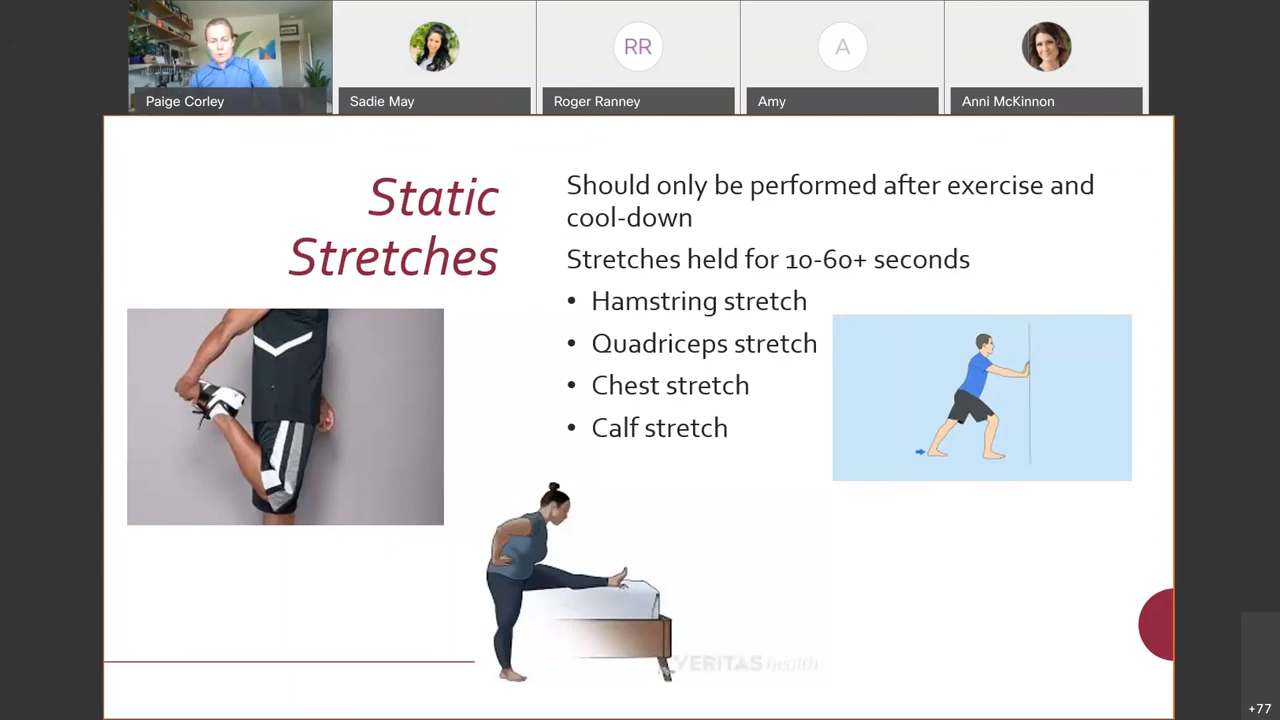 Paige Corley
Sadie May
RR
Roger Ranney
A
Amy
Anni McKinnon
Static
Stretches
Should only be performed after exercise and
cool-down
Stretches held for 10-60+ seconds
• Hamstring stretch
• Quadriceps stretch
• Chest stretch
• Calf stretch
VERITAS health
+77